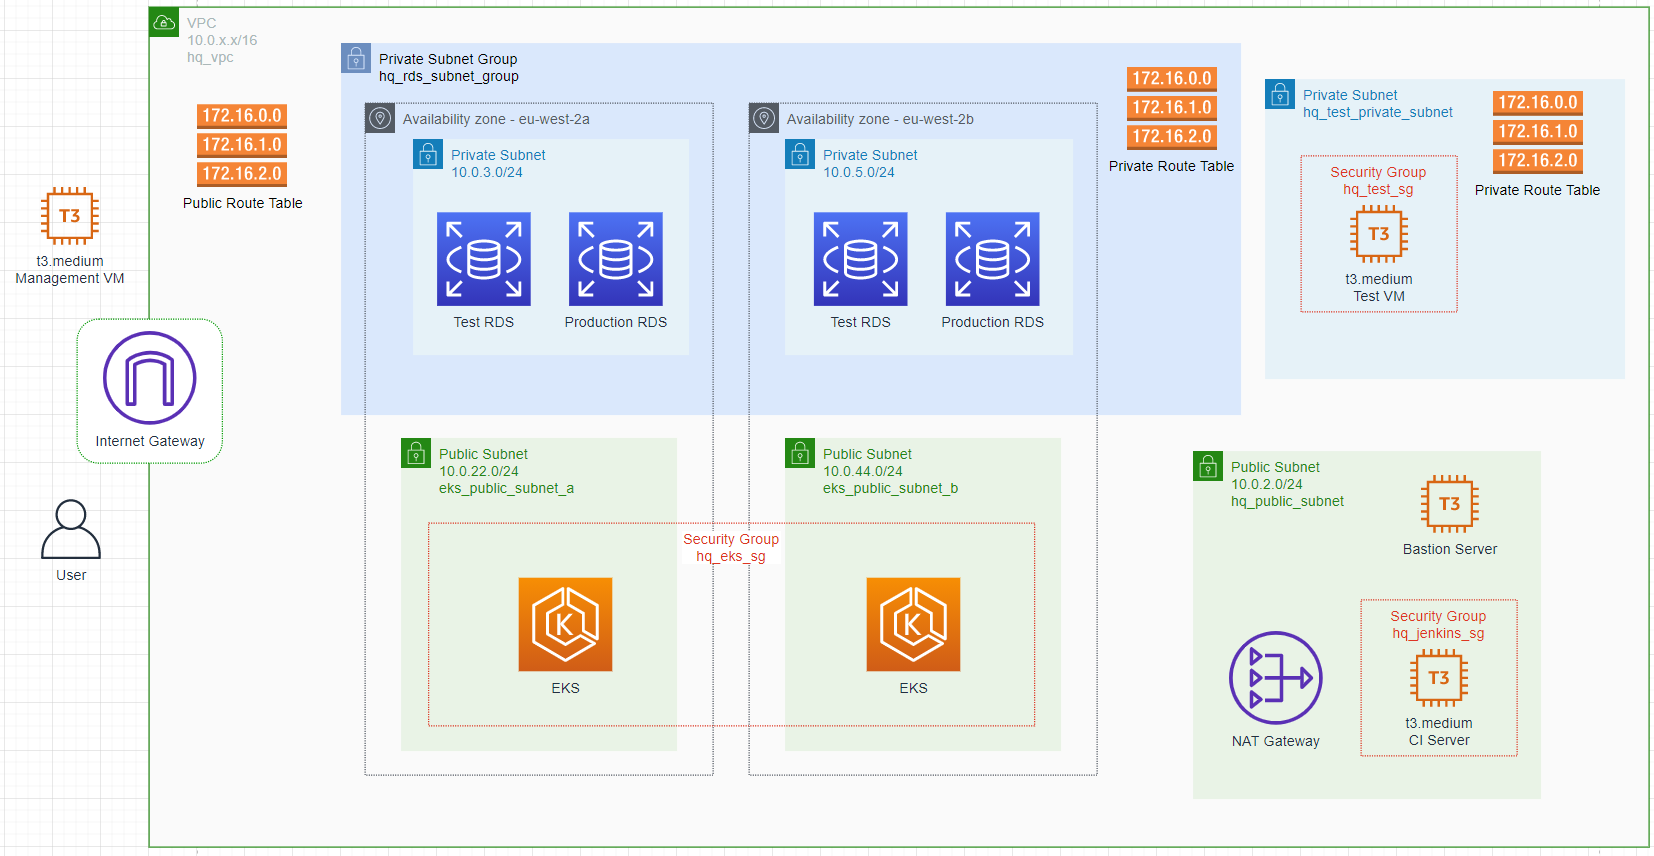 VPC
10.0.x.x/16
hq_vpc
172.16.0.0
172.16.1.0
172.16.2.0
Public Route Table
T3
t3.medium
Management VM
Internet Gateway
User
Private Subnet Group
hq_rds_subnet_group
Availability zone - eu-west-2a
Private Subnet
10.0.3.0/24
Test RDS
Production RDS
Availability zone - eu-west-2b
Private Subnet
10.0.5.0/24
Test RDS
Production RDS
172.16.0.0
172.16.1.0
172.16.2.0
Private Route Table
Private Subnet
hq_test_private_subnet
Security Group
hq_test_sg
T3
t3.medium
Test VM
172.16.0.0
172.16.1.0
172.16.2.0
Private Route Table
Public Subnet
10.0.22.0/24
eks_public_subnet_a
Public Subnet
10.0.44.0/24
eks_public_subnet_b
Security Group
hq_eks_sg
K
EKS
K
EKS
Public Subnet
10.0.2.0/24
hq_public_subnet
T3
Bastion Server
NAT Gateway
Security Group
hq_jenkins_sg
T3
t3.medium
CI Server